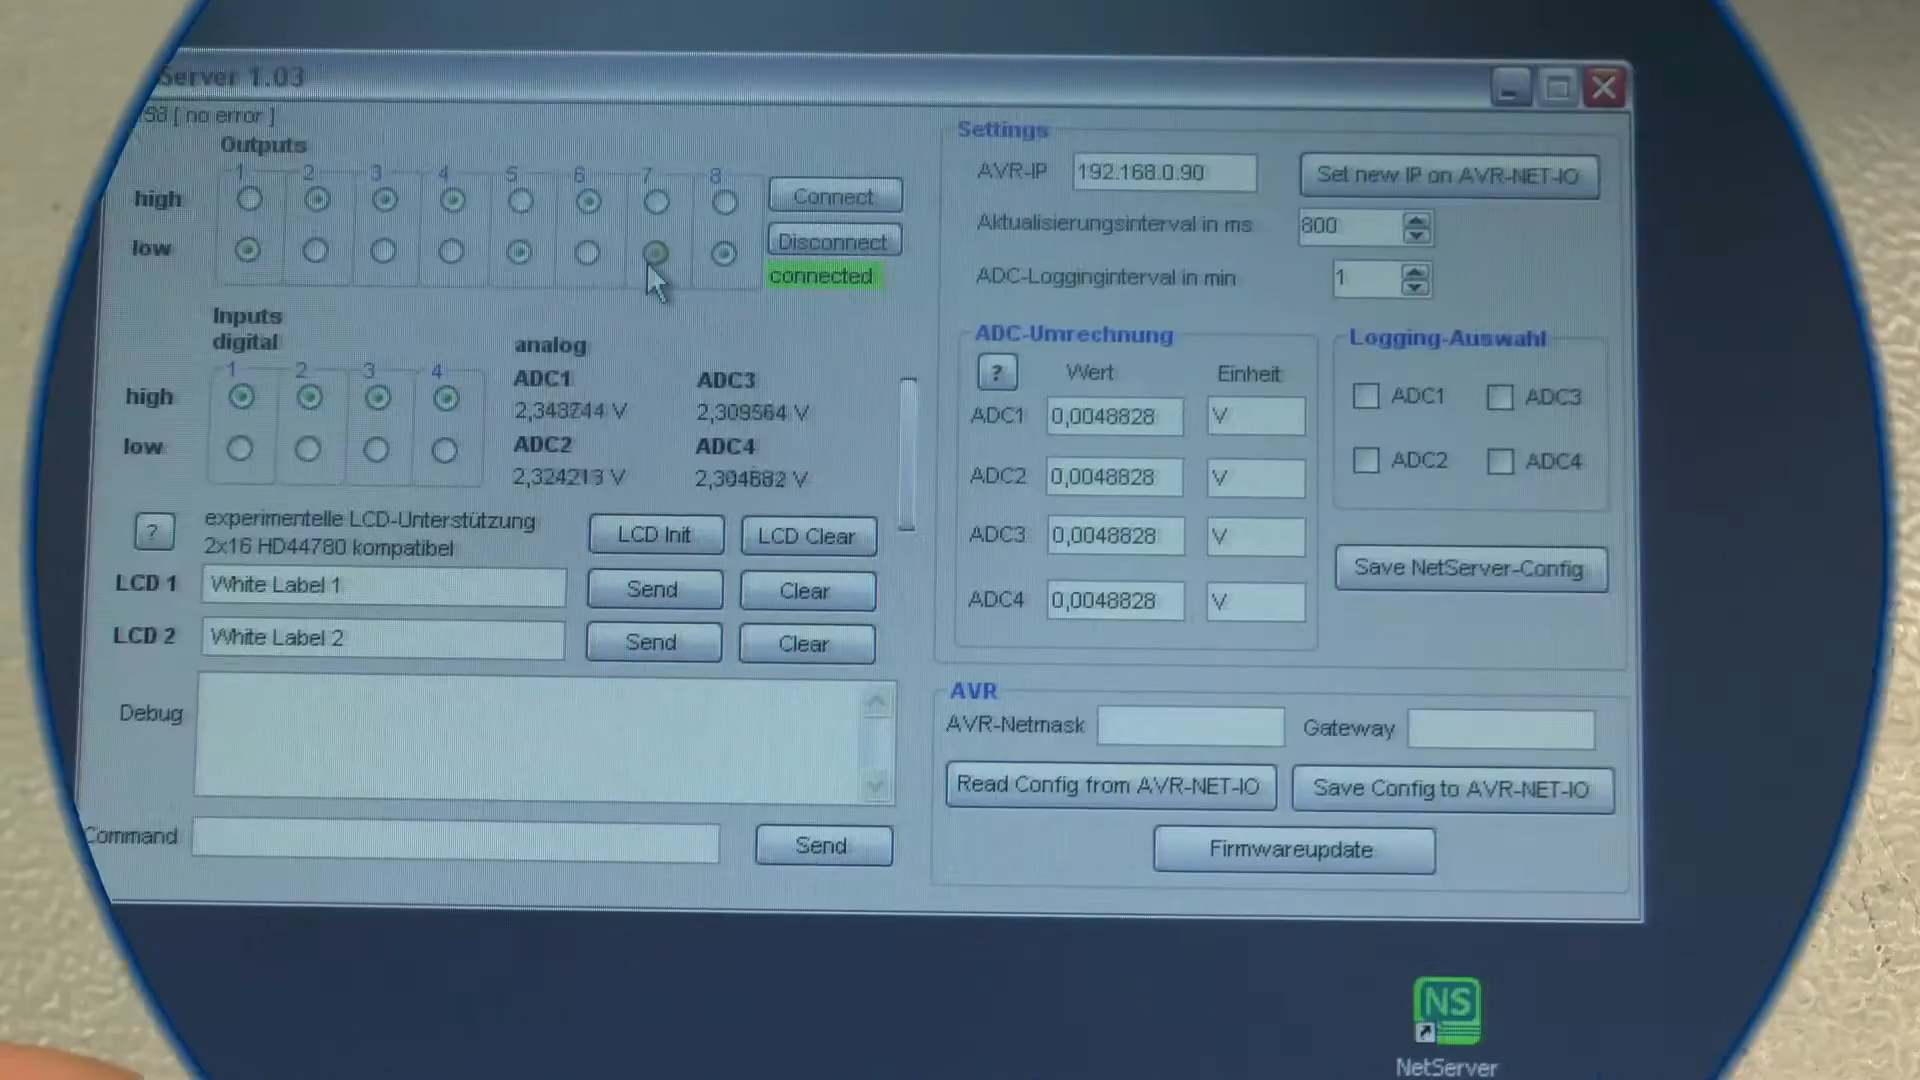 Server 1.03
[ no error ]
Outputs
1 2 3 4 5 6 7 8
high
low
Connect
Disconnect
connected
Inputs
digital
1 2 3 4
high
low
analog
ADC1 ADC3
2,348744 V 2,309564 V
ADC2 ADC4
2,324213 V 2,304682 V
?
experimentelle LCD-Unterstützung
2x16 HD44780 kompatibel
LCD Init LCD Clear
LCD 1 White Label 1 Send Clear
LCD 2 White Label 2 Send Clear
Debug
Command Send
Settings
AVR-IP 192.168.0.90 Set new IP on AVR-NET-IO
Aktualisierungsinterval in ms 800
ADC-Logginginterval in min 1
ADC-Umrechnung
? Wert Einheit
ADC1 0,0048828 V
ADC2 0,0048828 V
ADC3 0,0048828 V
ADC4 0,0048828 V
Logging-Auswahl
ADC1 ADC3
ADC2 ADC4
Save NetServer-Config
AVR
AVR-Netmask Gateway
Read Config from AVR-NET-IO Save Config to AVR-NET-IO
Firmwareupdate
NS
NetServer